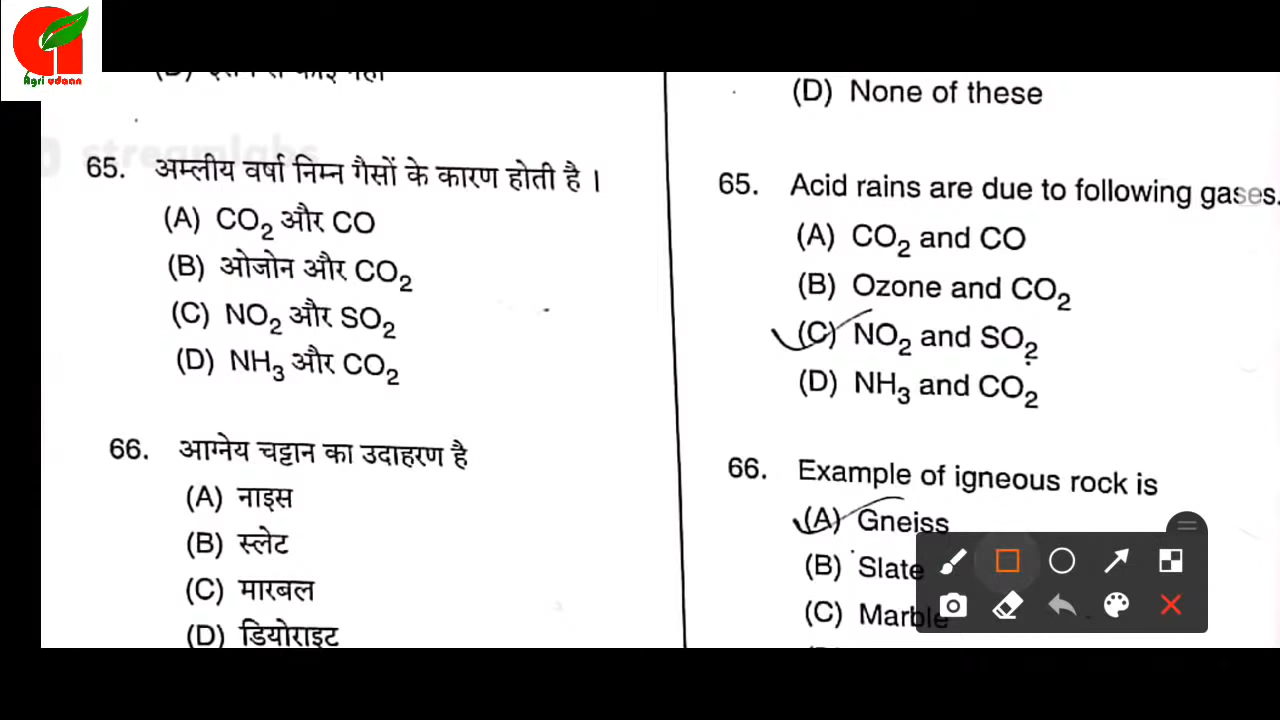 Agri udaan
65. अम्लीय वर्षा निम्न गैसों के कारण होती है ।
(A) CO2 और CO
(B) ओजोन और CO2
(C) NO2 और SO2
(D) NH3 और CO2
66. आग्नेय चट्टान का उदाहरण है
(A) नाइस
(B) स्लेट
(C) मारबल
(D) डियोराइट
(D) None of these
65. Acid rains are due to following gases.
(A) CO2 and CO
(B) Ozone and CO2
(C) NO2 and SO2
(D) NH3 and CO2
66. Example of igneous rock is
(A) Gneiss
(B) Slate
(C) Marble